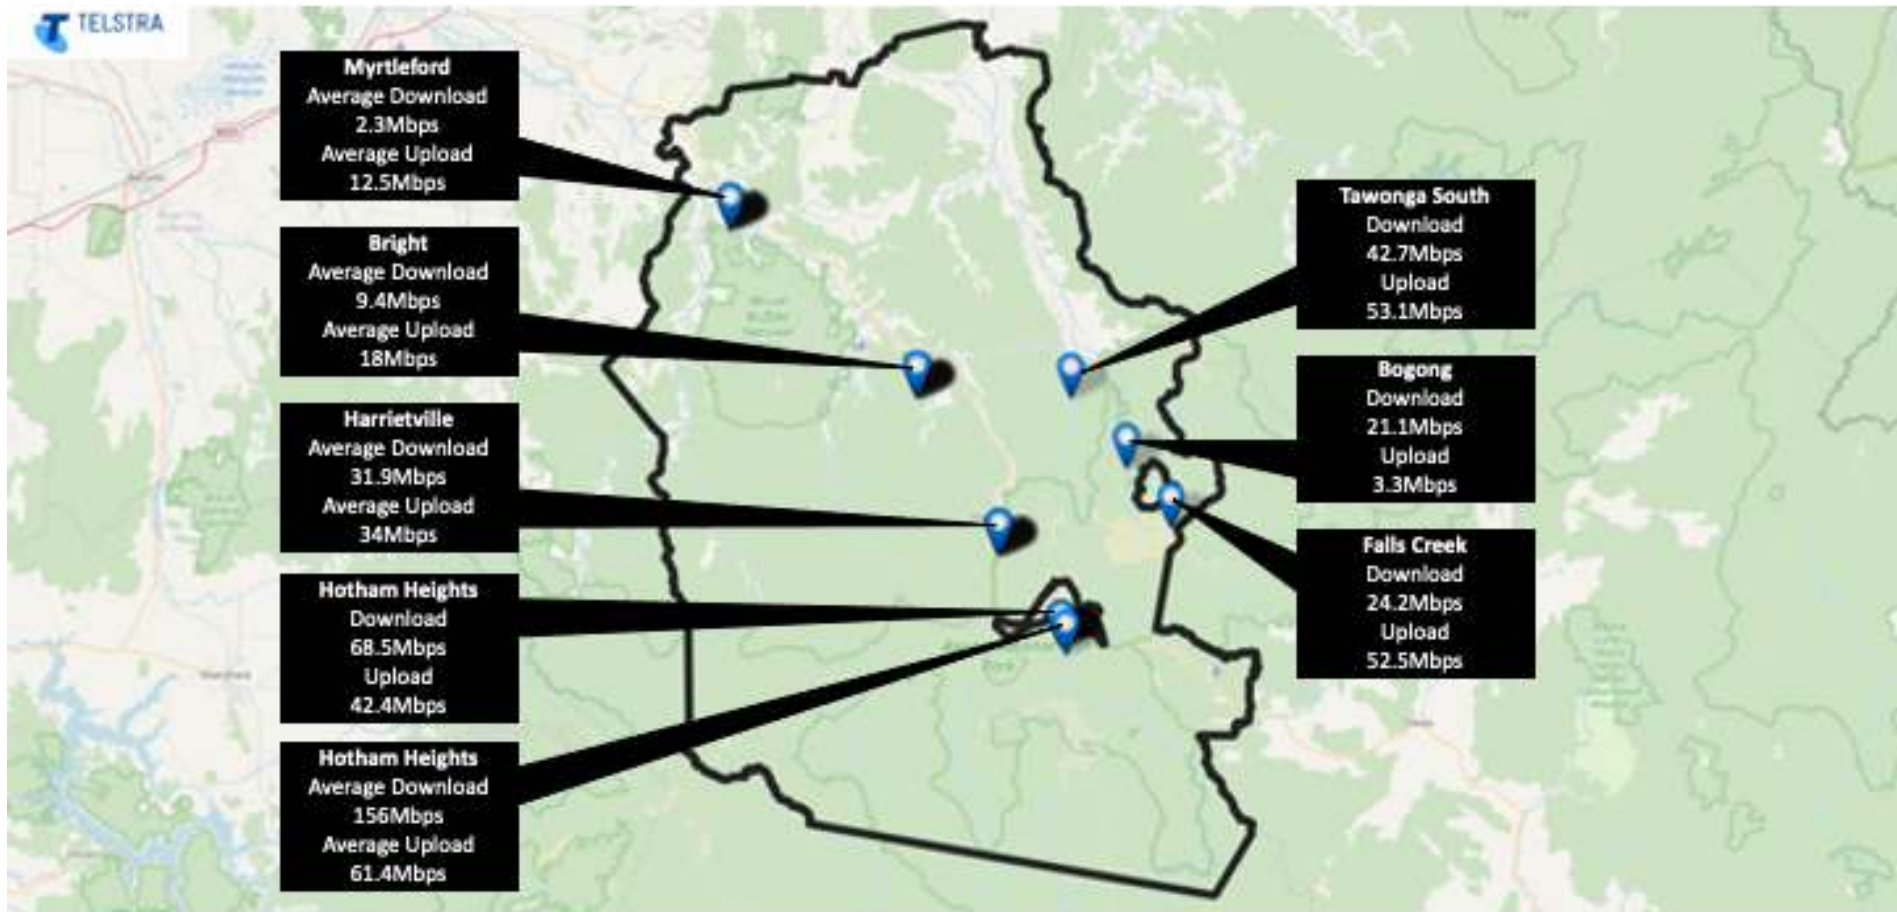 TELSTRA
Myrtleford
Average Download
2.3Mbps
Average Upload
12.5Mbps
Bright
Average Download
9.4Mbps
Average Upload
18Mbps
Harrietville
Average Download
31.9Mbps
Average Upload
34Mbps
Hotham Heights
Download
68.5Mbps
Upload
42.4Mbps
Hotham Heights
Average Download
156Mbps
Average Upload
61.4Mbps
Tawonga South
Download
42.7Mbps
Upload
53.1Mbps
Bogong
Download
21.1Mbps
Upload
3.3Mbps
Falls Creek
Download
24.2Mbps
Upload
52.5Mbps